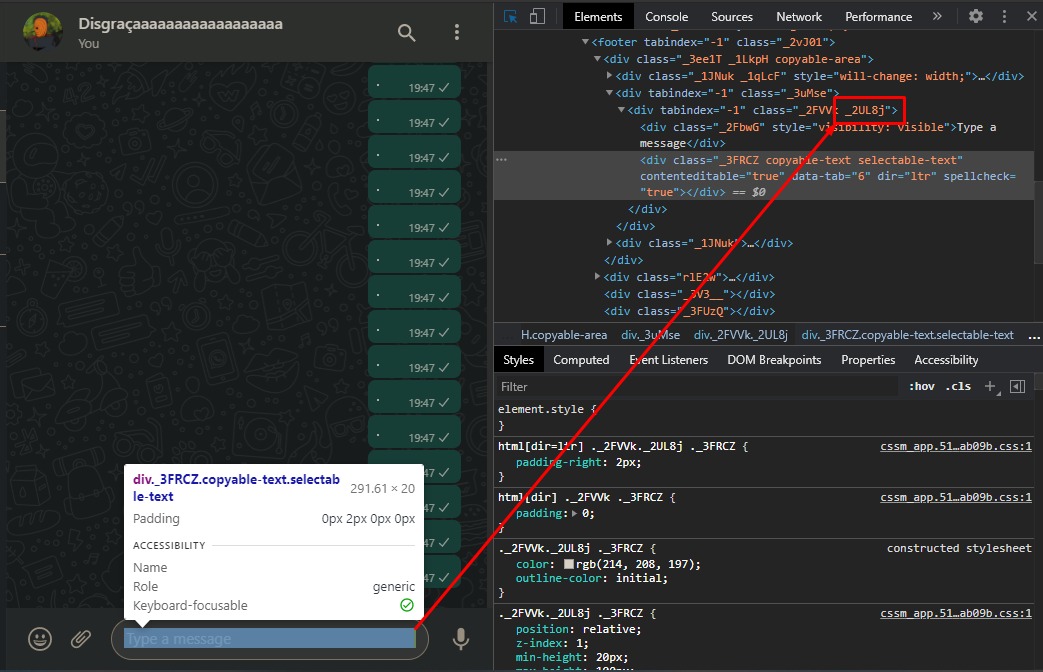 Disgraçaaaaaaaaaaaaaaaaaa
You
· 19:47
· 19:47
· 19:47
· 19:47
· 19:47
· 19:47
· 19:47
· 19:47
· 19:47
· 19:47
· 19:47
47
47
47
47
div._3FRCZ.copyable-text.selectab
le-text
291.61 × 20
Padding 0px 2px 0px 0px
ACCESSIBILITY
Name
Role generic
Keyboard-focusable
Type a message
Elements Console Sources Network Performance »
▼<footer tabindex="-1" class="_2vJ01">
▼<div class="_3ee1T _1LkpH copyable-area">
▶<div class="_1JNuk _1qLcF" style="will-change: width;">…</div>
▼<div tabindex="-1" class="_3uMse">
▼<div tabindex="-1" class="_2FVVk _2UL8j">
<div class="_2FbwG" style="visibility: visible">Type a
message</div>
<div class="_3FRCZ copyable-text selectable-text"
contenteditable="true" data-tab="6" dir="ltr" spellcheck=
"true"></div> == $0
</div>
</div>
▶<div class="_1JNuk">…</div>
</div>
▶<div class="rlE2w">…</div>
<div class="_3V3__"></div>
<div class="_3FUzQ"></div>
H.copyable-area div._3uMse div._2FVVk._2UL8j div._3FRCZ.copyable-text.selectable-text ...
Styles Computed Event Listeners DOM Breakpoints Properties Accessibility
Filter :hov .cls +
element.style {
}
html[dir=ltr] ._2FVVk._2UL8j ._3FRCZ { cssm_app.51…ab09b.css:1
padding-right: 2px;
}
html[dir] ._2FVVk ._3FRCZ { cssm_app.51…ab09b.css:1
padding:▶ 0;
}
._2FVVk._2UL8j ._3FRCZ { constructed stylesheet
color: rgb(214, 208, 197);
outline-color: initial;
}
._2FVVk._2UL8j ._3FRCZ { cssm_app.51…ab09b.css:1
position: relative;
z-index: 1;
min-height: 20px;